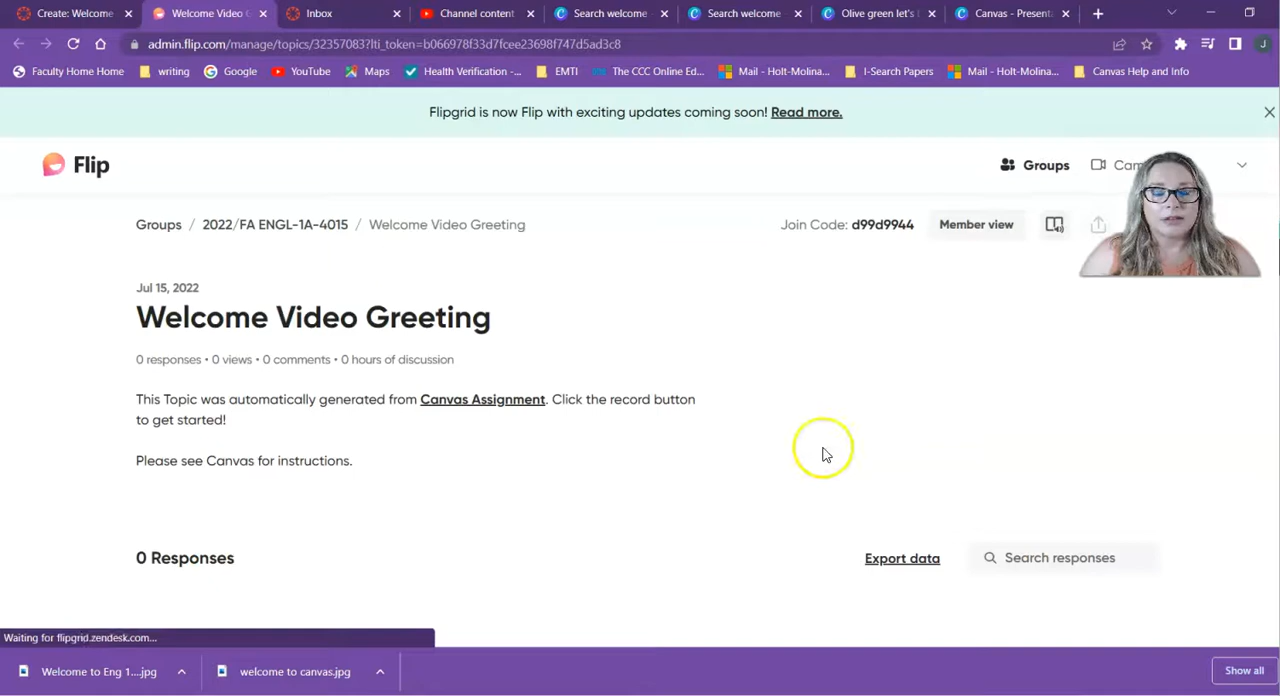 Create: Welcome
Welcome Video G
Inbox
Channel content
Search welcome -
Search welcome
Olive green let's
Canvas - Present
admin.flip.com/manage/topics/32357083?lti_token=b066978f33d7fcee23698f747d5ad3c8
J
Faculty Home Home
writing
Google
YouTube
Maps
Health Verification -...
EMTI
The CCC Online Ed...
Mail - Holt-Molina...
I-Search Papers
Mail - Holt-Molina...
Canvas Help and Info
Flipgrid is now Flip with exciting updates coming soon! Read more.
Flip
Groups
Cam
Groups / 2022/FA ENGL-1A-4015 / Welcome Video Greeting
Join Code: d99d9944
Member view
Jul 15, 2022
Welcome Video Greeting
0 responses • 0 views • 0 comments • 0 hours of discussion
This Topic was automatically generated from Canvas Assignment. Click the record button
to get started!
Please see Canvas for instructions.
0 Responses
Export data
Search responses
Waiting for flipgrid.zendesk.com...
Welcome to Eng 1....jpg
welcome to canvas.jpg
Show all